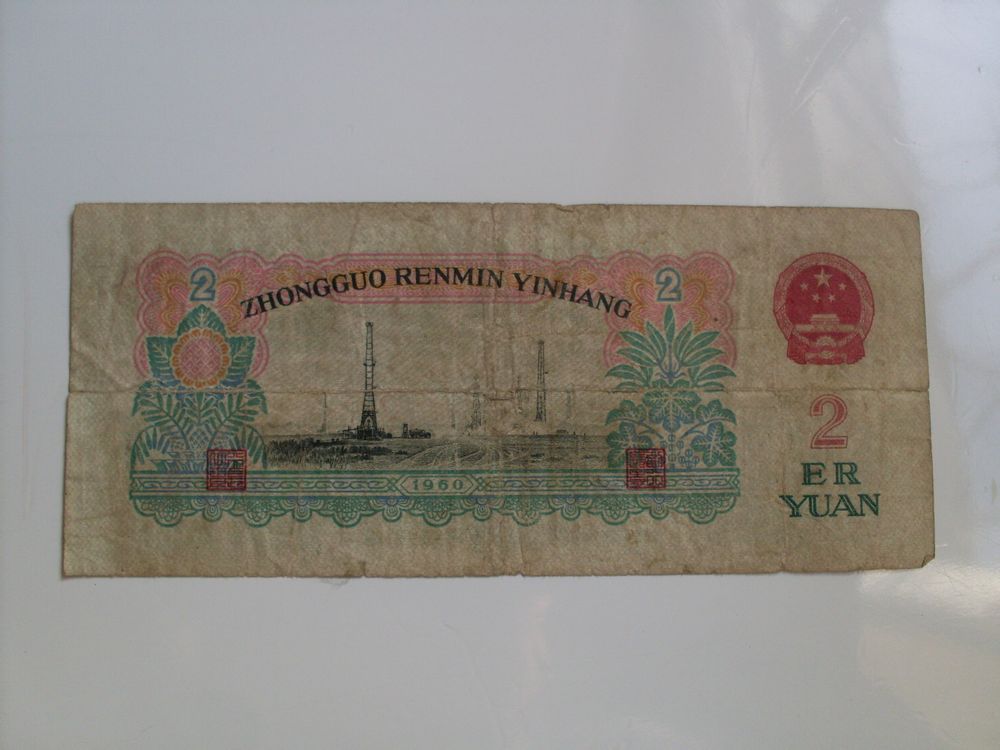 2
ZHONGGUO RENMIN YINHANG
2
1960
2
ER
YUAN